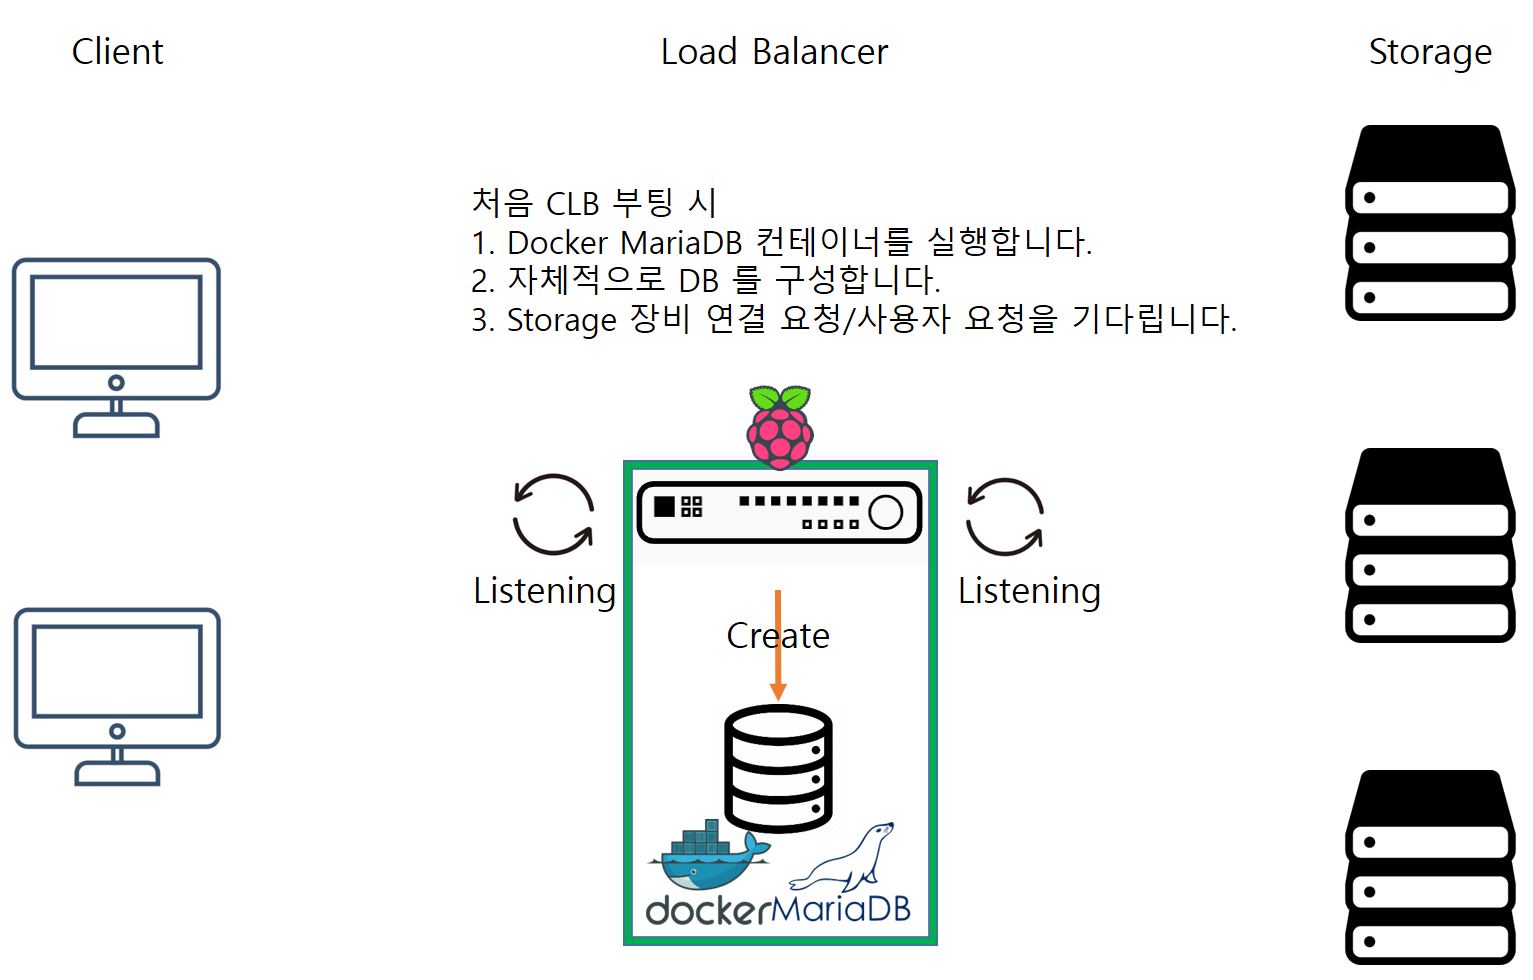 Client
Load Balancer
Storage
처음 CLB 부팅 시
1. Docker MariaDB 컨테이너를 실행합니다.
2. 자체적으로 DB 를 구성합니다.
3. Storage 장비 연결 요청/사용자 요청을 기다립니다.
Listening
Listening
Create
docker
MariaDB